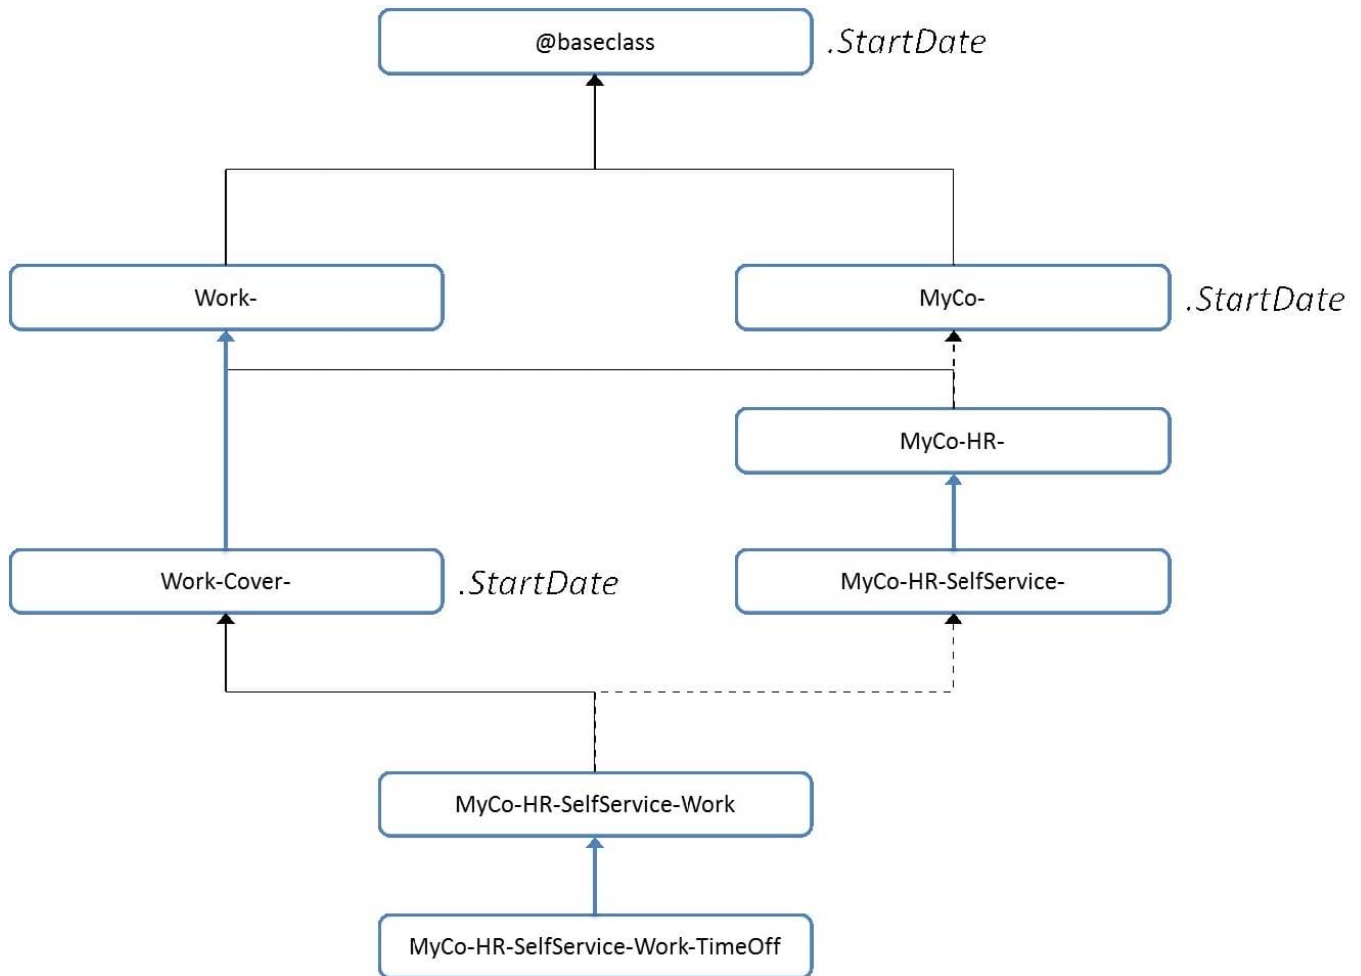 @baseclass
.StartDate
Work-
MyCo-
.StartDate
MyCo-HR-
Work-Cover-
.StartDate
MyCo-HR-SelfService-
MyCo-HR-SelfService-Work
MyCo-HR-SelfService-Work-TimeOff